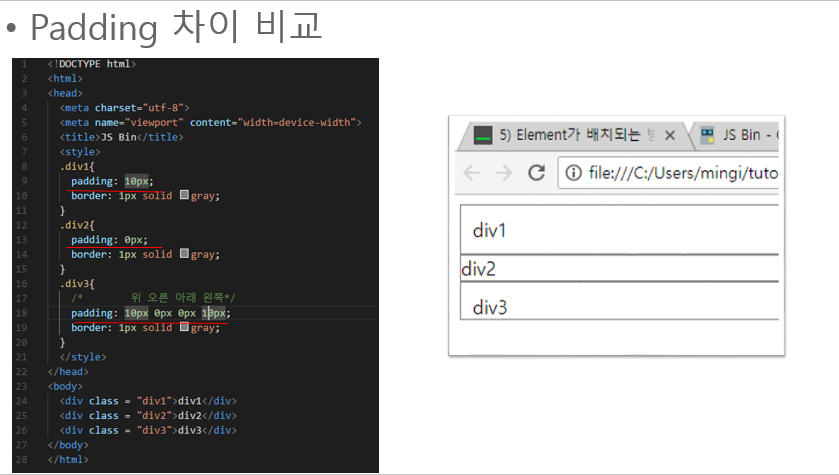 • Padding 차이 비교
1 <!DOCTYPE html>
2 <html>
3 <head>
4 <meta charset="utf-8">
5 <meta name="viewport" content="width=device-width">
6 <title>JS Bin</title>
7 <style>
8 .div1{
9 padding: 10px;
10 border: 1px solid gray;
11 }
12 .div2{
13 padding: 0px;
14 border: 1px solid gray;
15 }
16 .div3{
17 /* 위 오른 아래 왼쪽*/
18 padding: 10px 0px 0px 10px;
19 border: 1px solid gray;
20 }
21 </style>
22 </head>
23 <body>
24 <div class = "div1">div1</div>
25 <div class = "div2">div2</div>
26 <div class = "div3">div3</div>
27 </body>
28 </html>
5) Element가 배치되는
JS Bin -
file:///C:/Users/mingi/tuto
div1
div2
div3